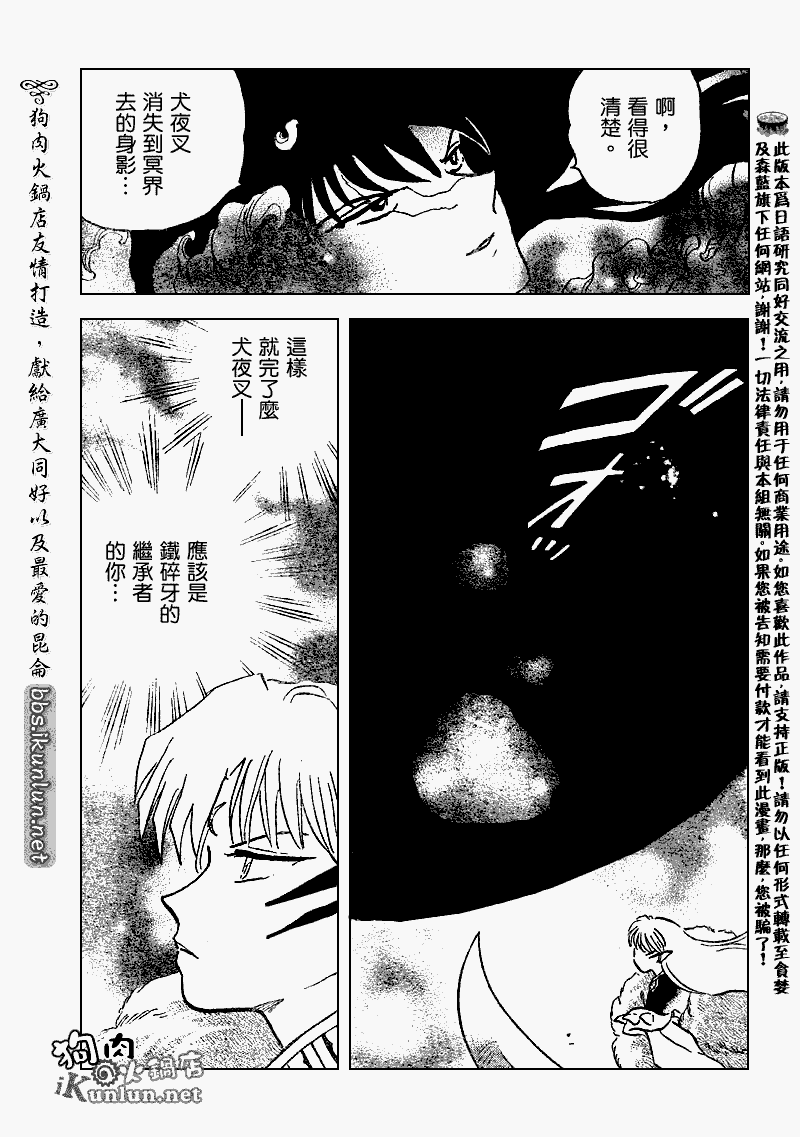 啊，
看得很
清楚。
犬夜叉
消失到冥界
去的身影…
這樣
就完了麼
犬夜叉——
應該是
鐵碎牙的
繼承者
的你…
此版本爲日語研究同好交流之用，請勿用于任何商業用途。如您喜歡此作品，請支持正版！請勿以任何形式轉載至貪婪
及森藍旗下任何網站，謝謝！一切法律責任與本組無關。如果您被告知需要付款才能看到此漫畫，那麼，您被騙了！
狗肉火鍋店友情打造，獻給廣大同好以及最愛的昆侖
bbs.ikunlun.net
狗肉
火鍋店
iKunlun.net